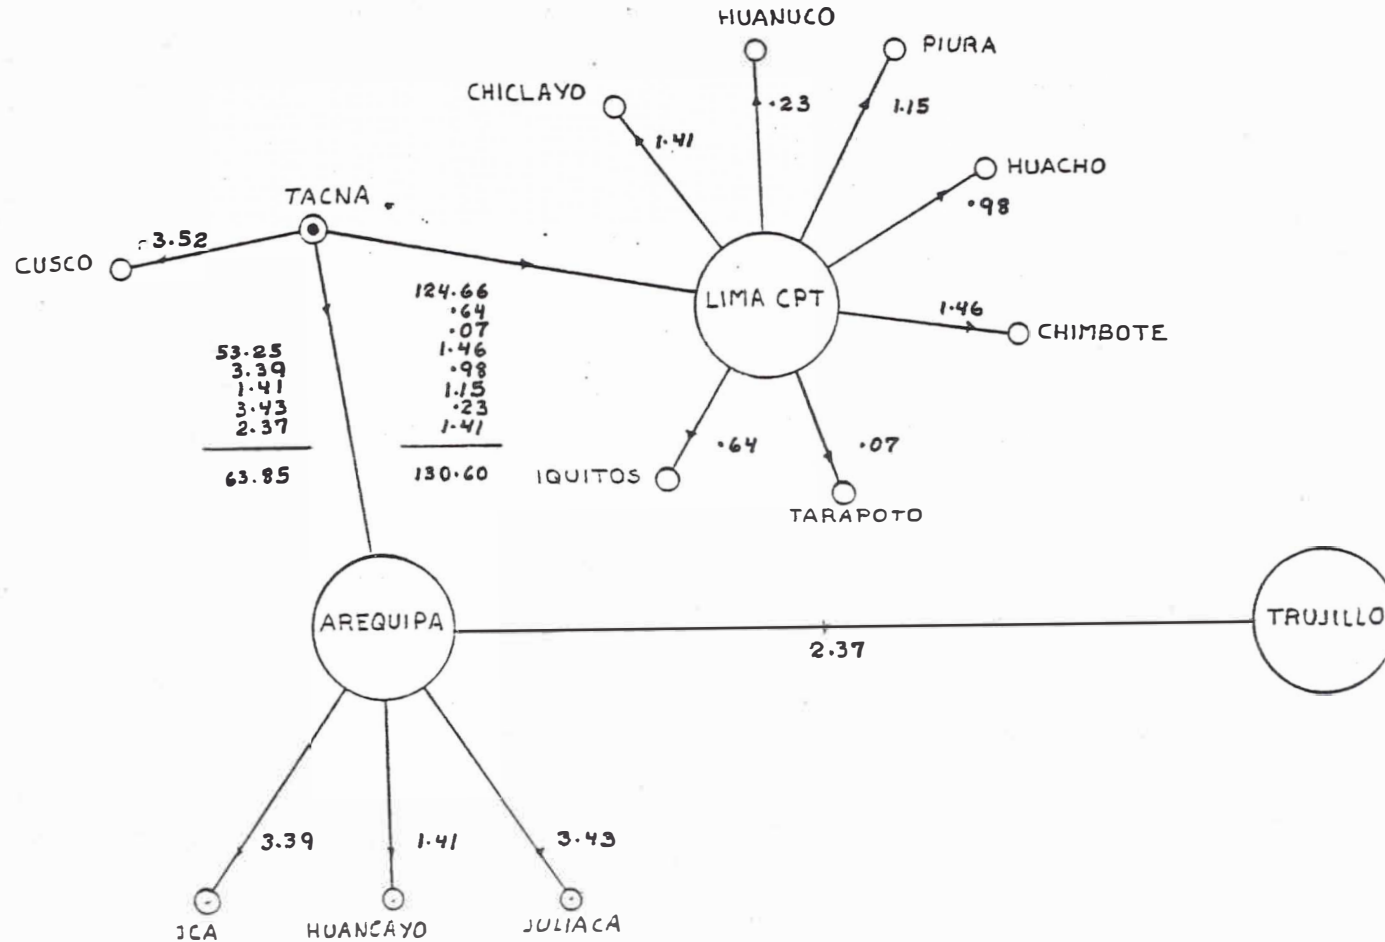 HUANUCO
PIURA
CHICLAYO
.23
1.15
1.41
HUACHO
TACNA
.98
3.52
CUSCO
LIMA CPT
124.66
.64
.07
1.46
.98
1.15
.23
1.41
130.60
1.46
CHIMBOTE
53.25
3.39
1.41
3.43
2.37
63.85
.64
.07
IQUITOS
TARAPOTO
AREQUIPA
TRUJILLO
2.37
3.39
1.41
3.43
ICA
HUANCAYO
JULIACA